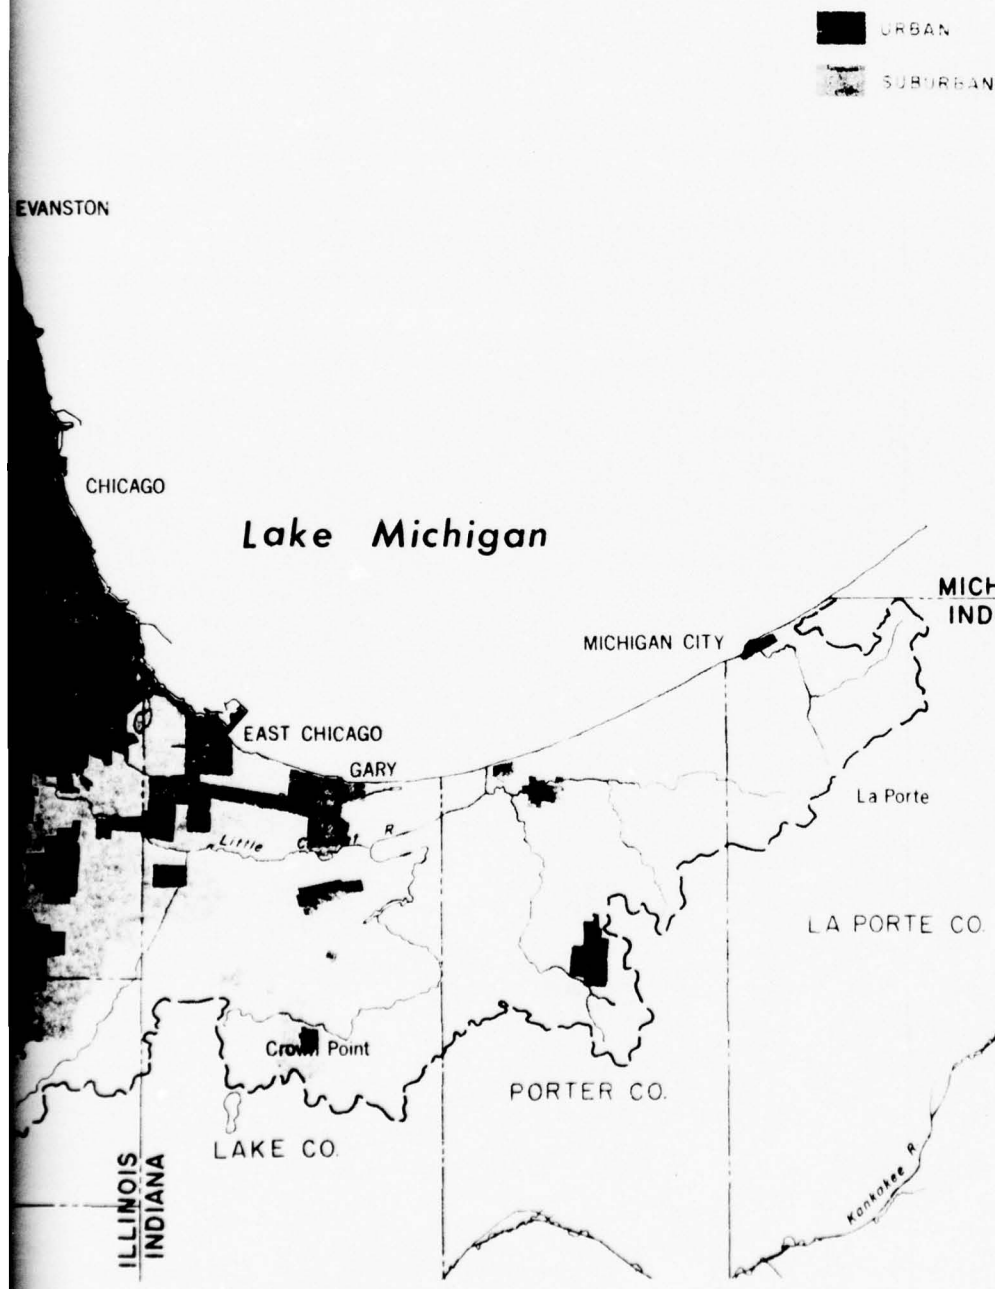 URBAN
SUBURBAN
EVANSTON
CHICAGO
Lake Michigan
MICH
IND
MICHIGAN CITY
EAST CHICAGO
GARY
La Porte
Little R
LA PORTE CO.
Crown Point
PORTER CO.
LAKE CO.
Kankakee R
ILLINOIS
INDIANA